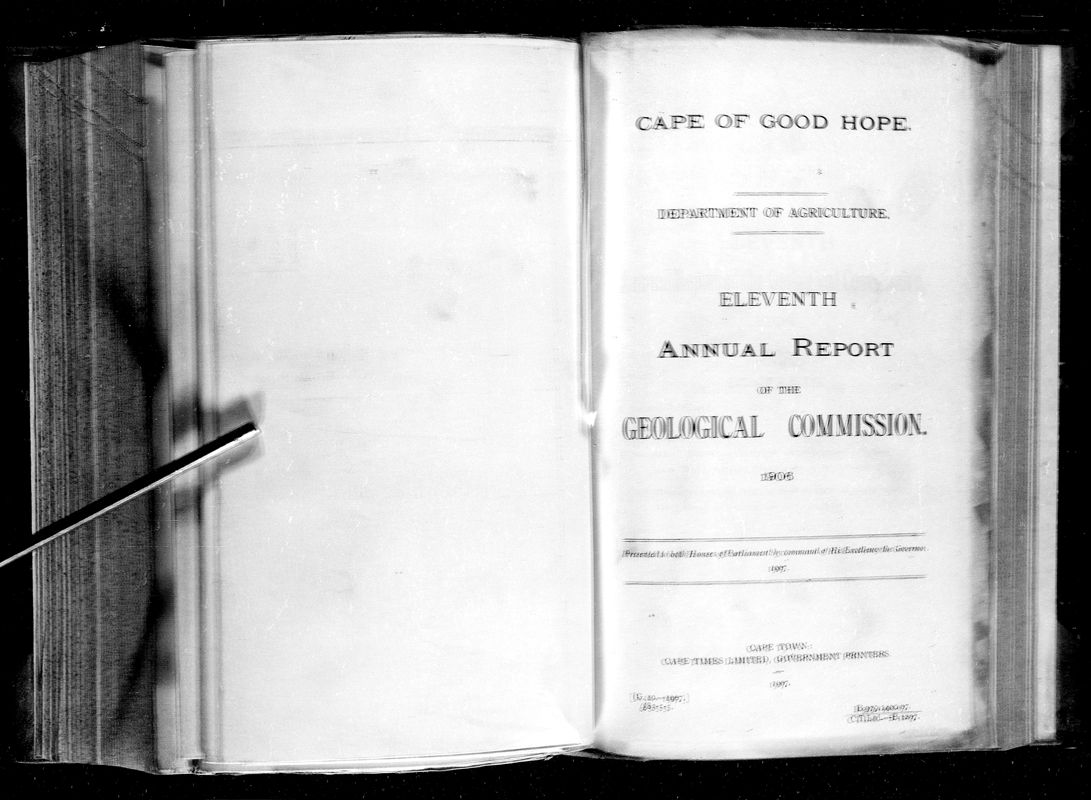 CAPE OF GOOD HOPE.
DEPARTMENT OF AGRICULTURE.
ELEVENTH
ANNUAL REPORT
OF THE
GEOLOGICAL COMMISSION.
1906
Presented to both Houses of Parliament by command of His Excellency the Governor.
1907.
CAPE TOWN:
CAPE TIMES LIMITED, GOVERNMENT PRINTERS.
1907.